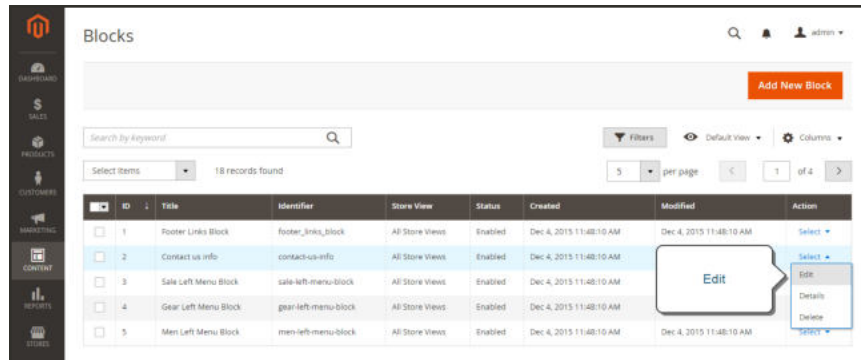 Blocks
admin
DASHBOARD
SALES
PRODUCTS
CUSTOMERS
MARKETING
CONTENT
REPORTS
STORES
Add New Block
Search by keyword
Filters
Default View
Columns
Select Items
18 records found
5 per page 1 of 4
ID Title Identifier Store View Status Created Modified Action
1 Footer Links Block footer_links_block All Store Views Enabled Dec 4, 2015 11:48:10 AM Dec 4, 2015 11:48:10 AM Select
2 Contact us info contact-us-info All Store Views Enabled Dec 4, 2015 11:48:10 AM Select
3 Sale Left Menu Block sale-left-menu-block All Store Views Enabled Dec 4, 2015 11:48:10 AM
4 Gear Left Menu Block gear-left-menu-block All Store Views Enabled Dec 4, 2015 11:48:10 AM
5 Men Left Menu Block men-left-menu-block All Store Views Enabled Dec 4, 2015 11:48:10 AM Dec 4, 2015 11:48:10 AM Select
Edit
Edit
Details
Delete